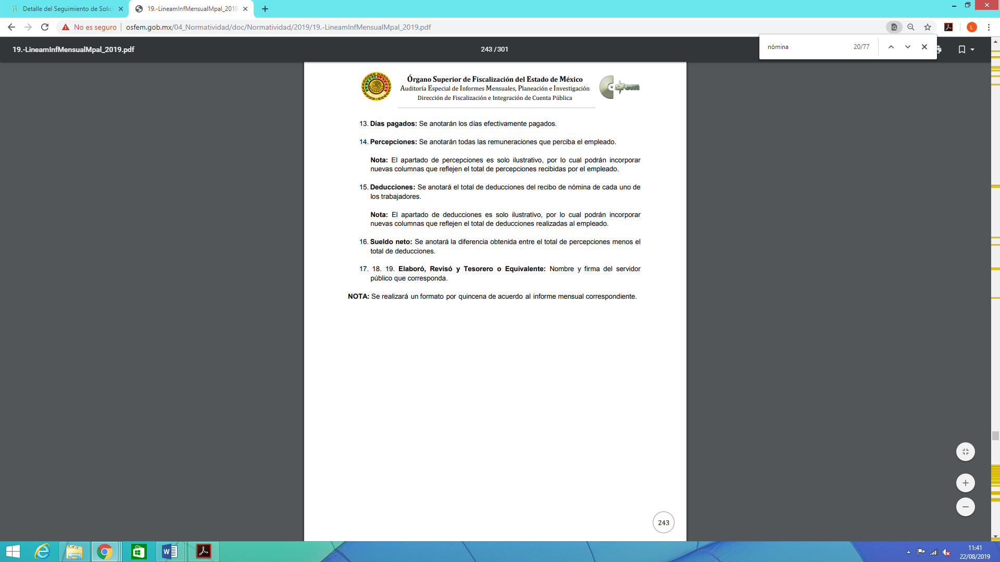 Detalle del Seguimiento de Solici
19.-LineamInfMensualMpal_2019
No es seguro
osfem.gob.mx/04_Normatividad/doc/Normatividad/2019/19.-LineamInfMensualMpal_2019.pdf
L
nòmina 20/77
19.-LineamInfMensualMpal_2019.pdf
243 / 301
Órgano Superior de Fiscalización del Estado de México
Auditoría Especial de Informes Mensuales, Planeación e Investigación
Dirección de Fiscalización e Integración de Cuenta Pública
osfem
13. Días pagados: Se anotarán los días efectivamente pagados.
14. Percepciones: Se anotarán todas las remuneraciones que perciba el empleado.
Nota: El apartado de percepciones es solo ilustrativo, por lo cual podrán incorporar
nuevas columnas que reflejen el total de percepciones recibidas por el empleado.
15. Deducciones: Se anotará el total de deducciones del recibo de nómina de cada uno de
los trabajadores.
Nota: El apartado de deducciones es solo ilustrativo, por lo cual podrán incorporar
nuevas columnas que reflejen el total de deducciones realizadas al empleado.
16. Sueldo neto: Se anotará la diferencia obtenida entre el total de percepciones menos el
total de deducciones.
17. 18. 19. Elaboró, Revisó y Tesorero o Equivalente: Nombre y firma del servidor
público que corresponda.
NOTA: Se realizará un formato por quincena de acuerdo al informe mensual correspondiente.
243
11:41
22/08/2019